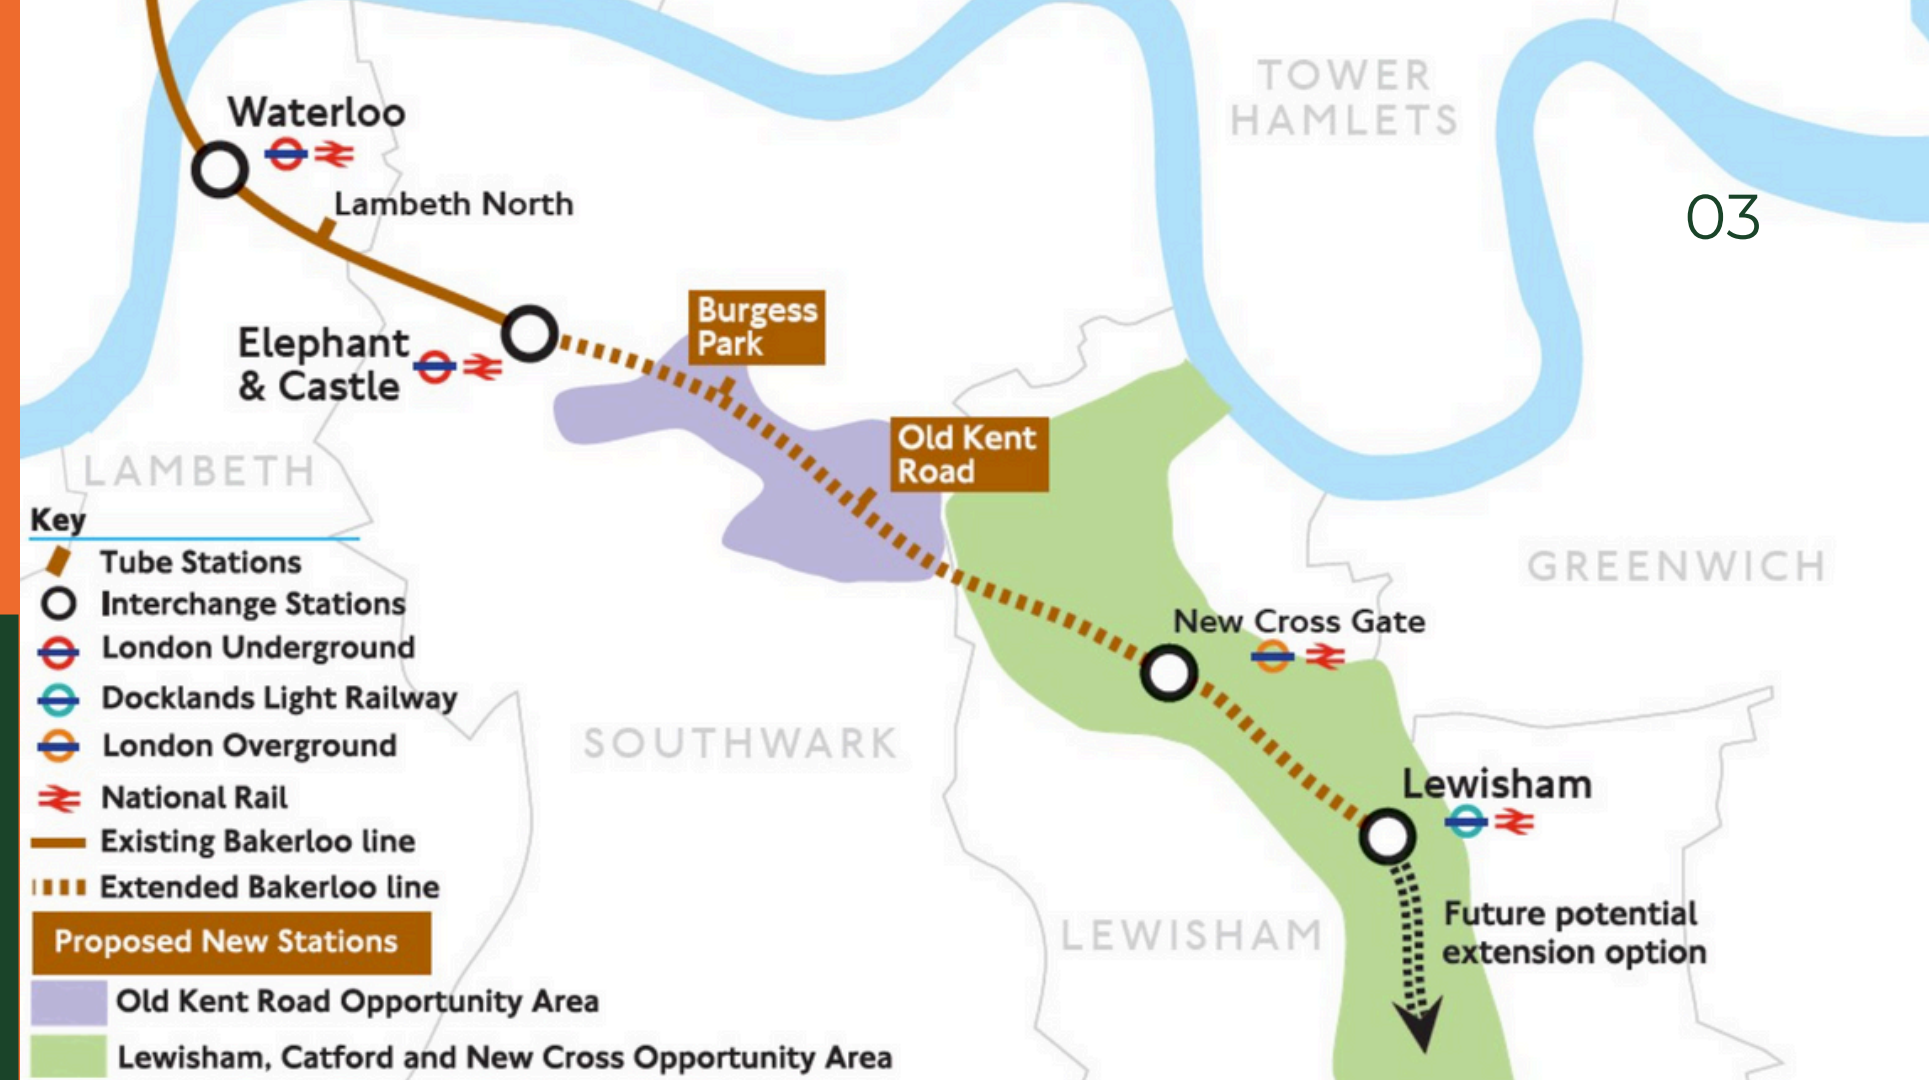 TOWER
HAMLETS
Waterloo
03
Lambeth North
Burgess
Park
Elephant
& Castle
Old Kent
Road
LAMBETH
Key
Tube Stations
Interchange Stations
London Underground
Docklands Light Railway
London Overground
National Rail
Existing Bakerloo line
Extended Bakerloo line
Proposed New Stations
Old Kent Road Opportunity Area
Lewisham, Catford and New Cross Opportunity Area
GREENWICH
New Cross Gate
SOUTHWARK
Lewisham
LEWISHAM
Future potential
extension option